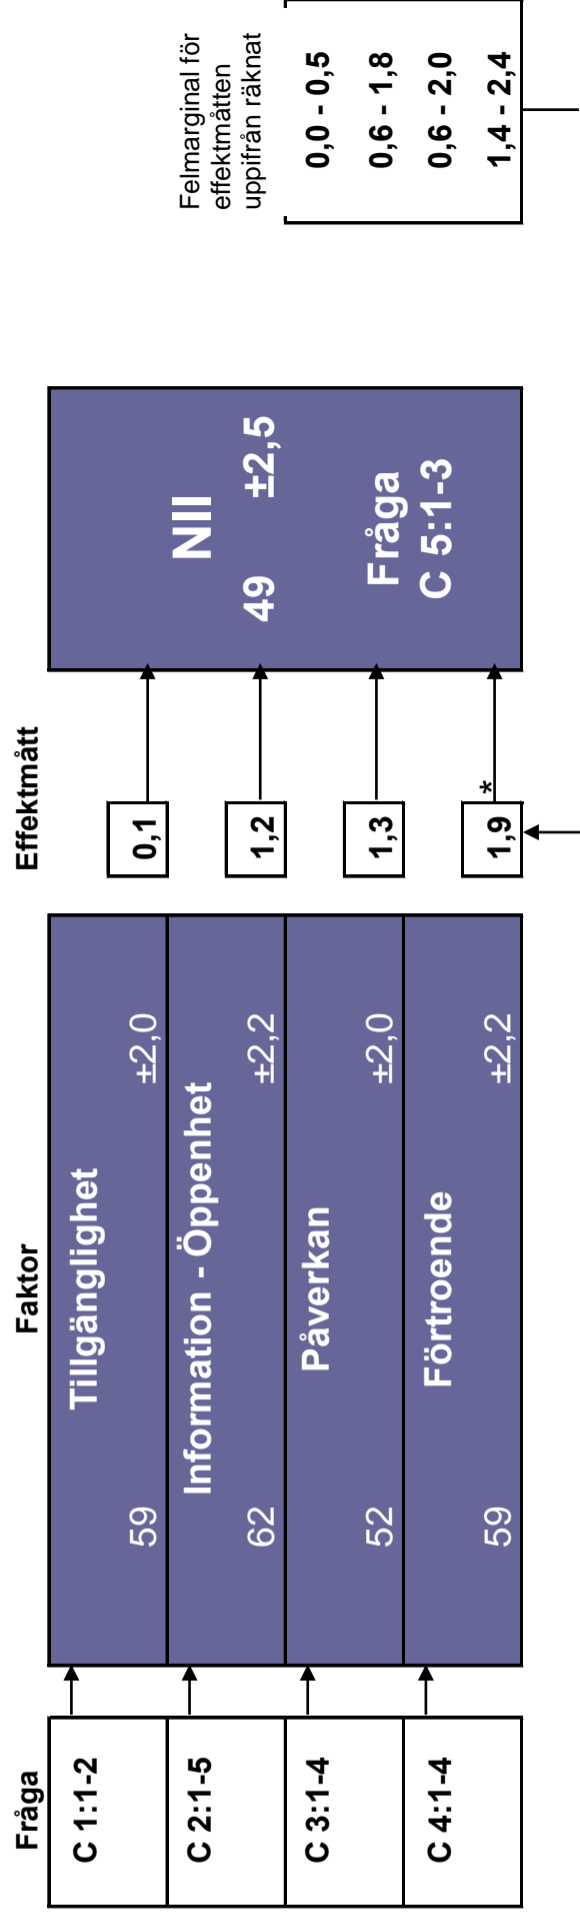 Fråga
Faktor
Effektmått
C 1:1-2
Tillgänglighet
59
±2,0
0,1
C 2:1-5
Information - Öppenhet
62
±2,2
1,2
C 3:1-4
Påverkan
52
±2,0
1,3
C 4:1-4
Förtroende
59
±2,2
1,9
*
NII
49 ±2,5
Fråga
C 5:1-3
Felmarginal för
effektmåtten
uppifrån räknat
0,0 - 0,5
0,6 - 1,8
0,6 - 2,0
1,4 - 2,4